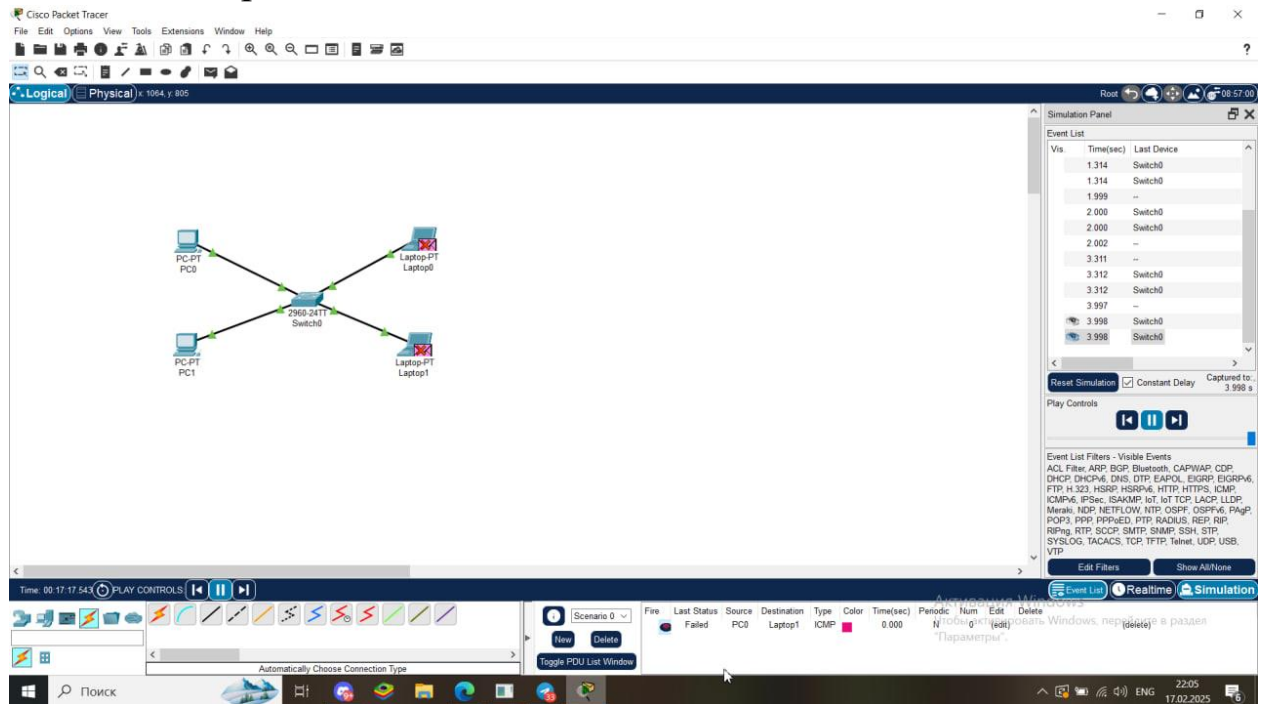 Cisco Packet Tracer
File Edit Options View Tools Extensions Window Help
?
Logical Physical x: 1064, y: 805 Root 08:57:00
Simulation Panel
Event List
Vis. Time(sec) Last Device
1.314 Switch0
1.314 Switch0
1.999 --
2.000 Switch0
2.000 Switch0
2.002 --
3.311 --
3.312 Switch0
3.312 Switch0
3.997 --
3.998 Switch0
3.998 Switch0
Reset Simulation Constant Delay Captured to:
3.998 s
Play Controls
Event List Filters - Visible Events
ACL Filter, ARP, BGP, Bluetooth, CAPWAP, CDP,
DHCP, DHCPv6, DNS, DTP, EAPOL, EIGRP, EIGRPv6,
FTP, H.323, HSRP, HSRPv6, HTTP, HTTPS, ICMP,
ICMPv6, IPSec, ISAKMP, IoT, IoT TCP, LACP, LLDP,
Meraki, NDP, NETFLOW, NTP, OSPF, OSPFv6, PAgP,
POP3, PPP, PPPoED, PTP, RADIUS, REP, RIP,
RIPng, RTP, SCCP, SMTP, SNMP, SSH, STP,
SYSLOG, TACACS, TCP, TFTP, Telnet, UDP, USB,
VTP
Edit Filters Show All/None
PC-PT
PC0
Laptop-PT
Laptop0
2960-24TT
Switch0
PC-PT
PC1
Laptop-PT
Laptop1
Time: 00:17:17.543 PLAY CONTROLS
Event List Realtime Simulation
Активация Windows
Чтобы активировать Windows, перейдите в раздел
"Параметры".
Scenario 0
New Delete
Toggle PDU List Window
Fire Last Status Source Destination Type Color Time(sec) Periodic Num Edit Delete
Failed PC0 Laptop1 ICMP 0.000 N 0 (edit) (delete)
Automatically Choose Connection Type
Поиск
33
ENG
22:05
17.02.2025
6